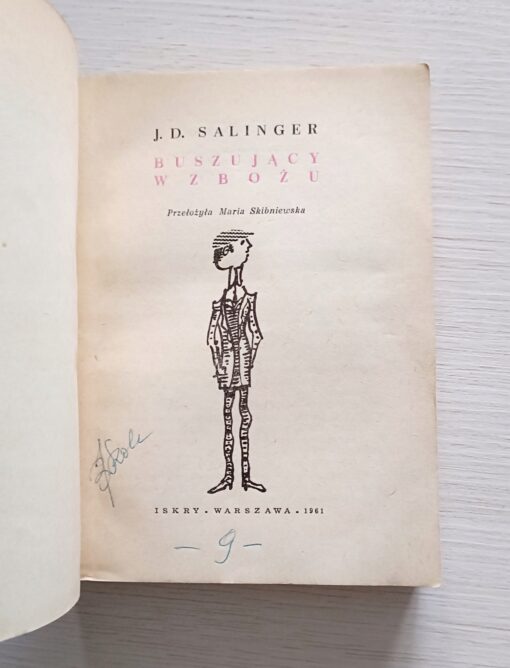 J. D. SALINGER
BUSZUJĄCY
W ZBOŻU
Przełożyła Maria Skibniewska
ISKRY • WARSZAWA • 1961
– 9 –